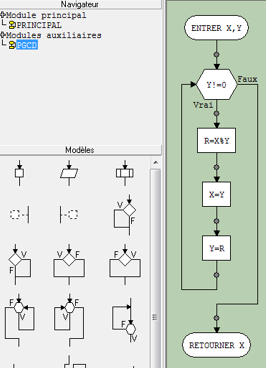 Navigateur
Module principal
PRINCIPAL
Modules auxiliaires
PGCD
Modèles
V
F
F
V
V
F
V
F
F
V
V
F
V
F
V
F
ENTRER X,Y
Y!=0
Faux
Vrai
R=X%Y
X=Y
Y=R
RETOURNER X